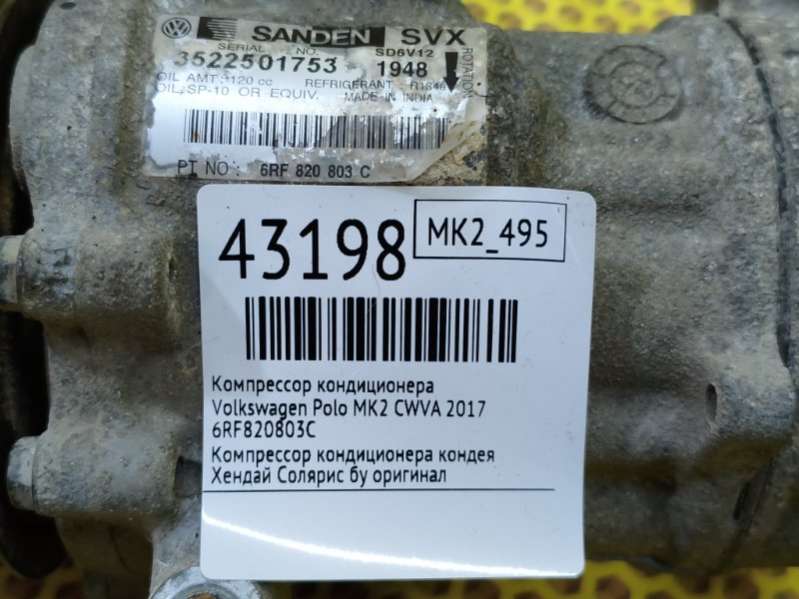 SANDEN SVX
SERIAL NO. SD6V12
3522501753 1948
ROTATION
OIL AMT: 120 cc REFRIGERANT
OIL: SP-10 OR EQUIV. MADE IN INDIA
PT NO: 6RF 820 803 C
43198
MK2_495
Компрессор кондиционера
Volkswagen Polo MK2 CWVA 2017
6RF820803C
Компрессор кондиционера кондея
Хендай Солярис бу оригинал